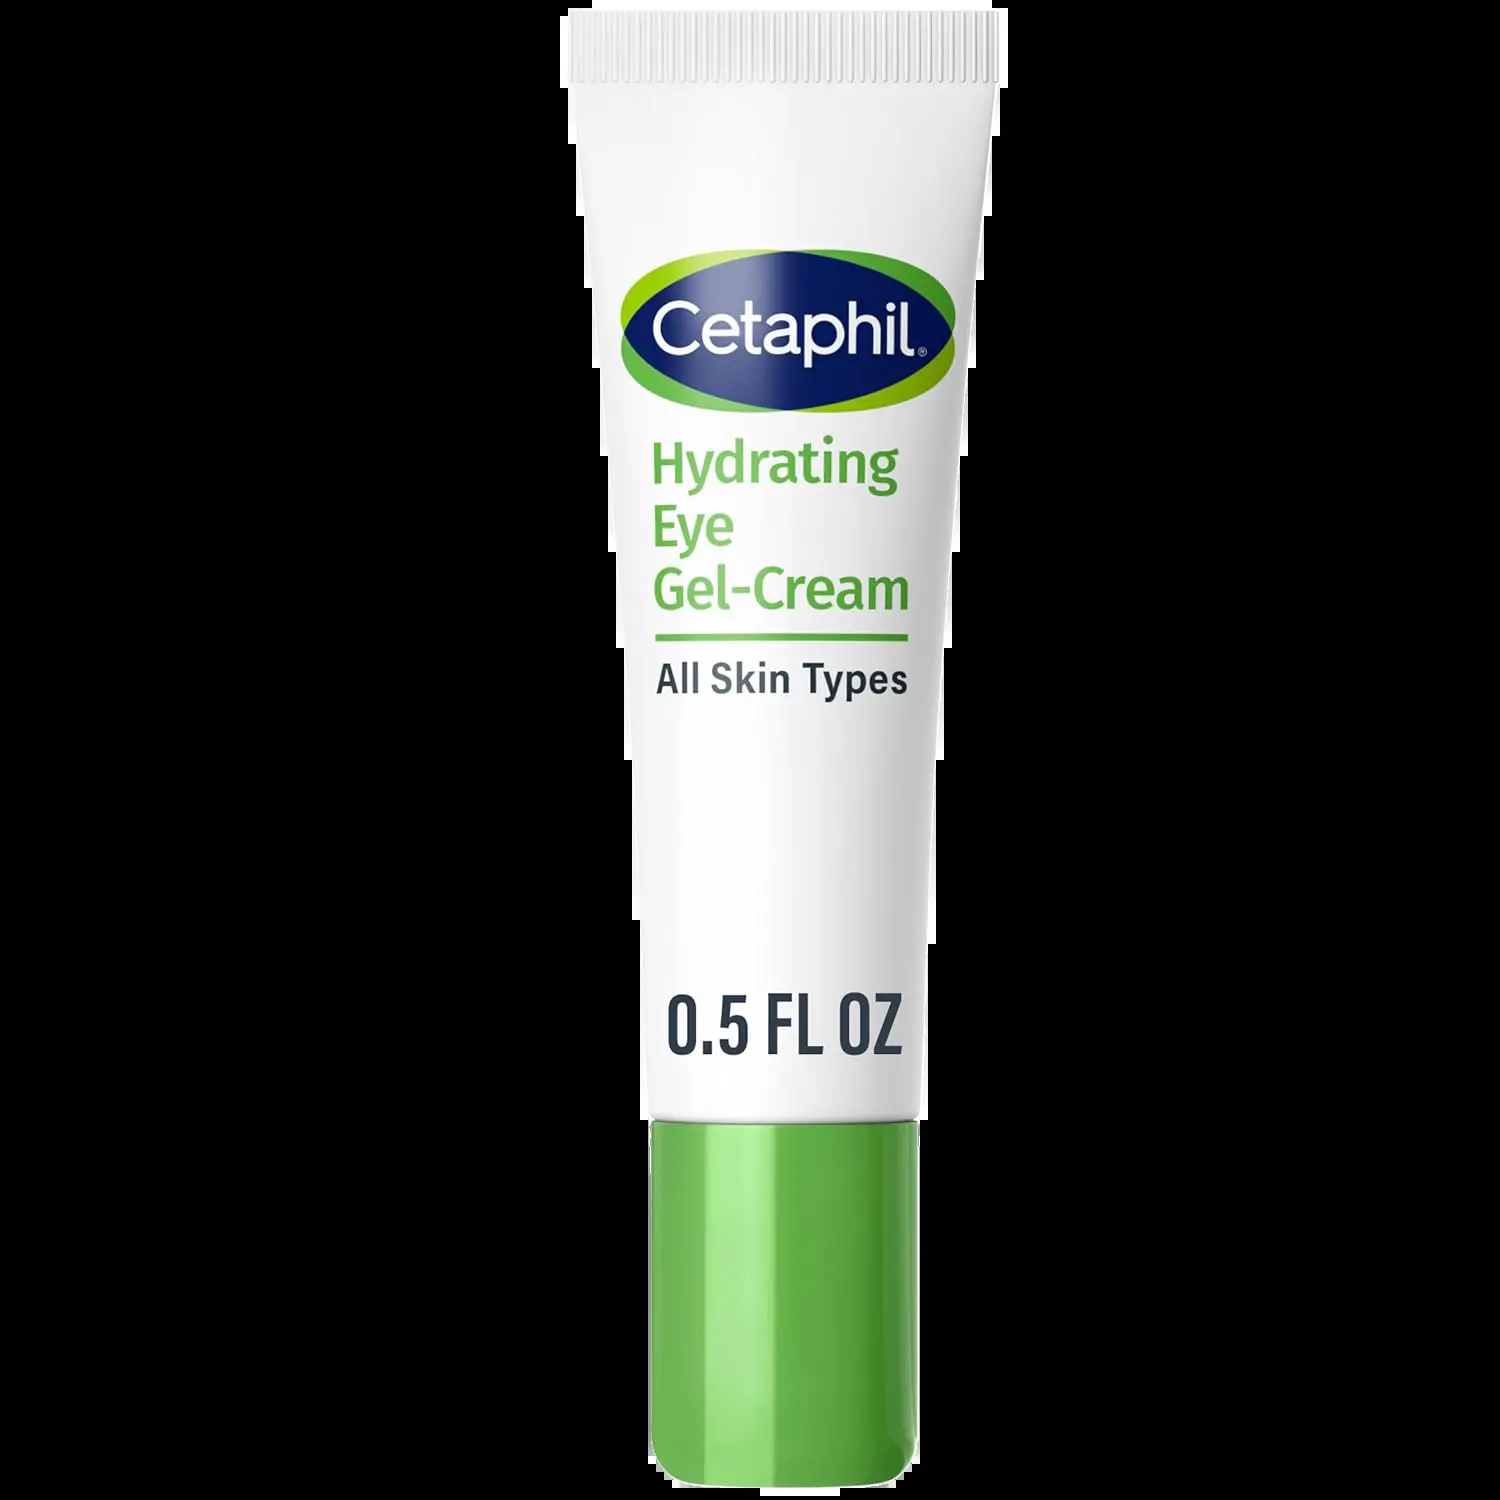 Cetaphil®
Hydrating
Eye
Gel-Cream
All Skin Types
0.5 FL OZ